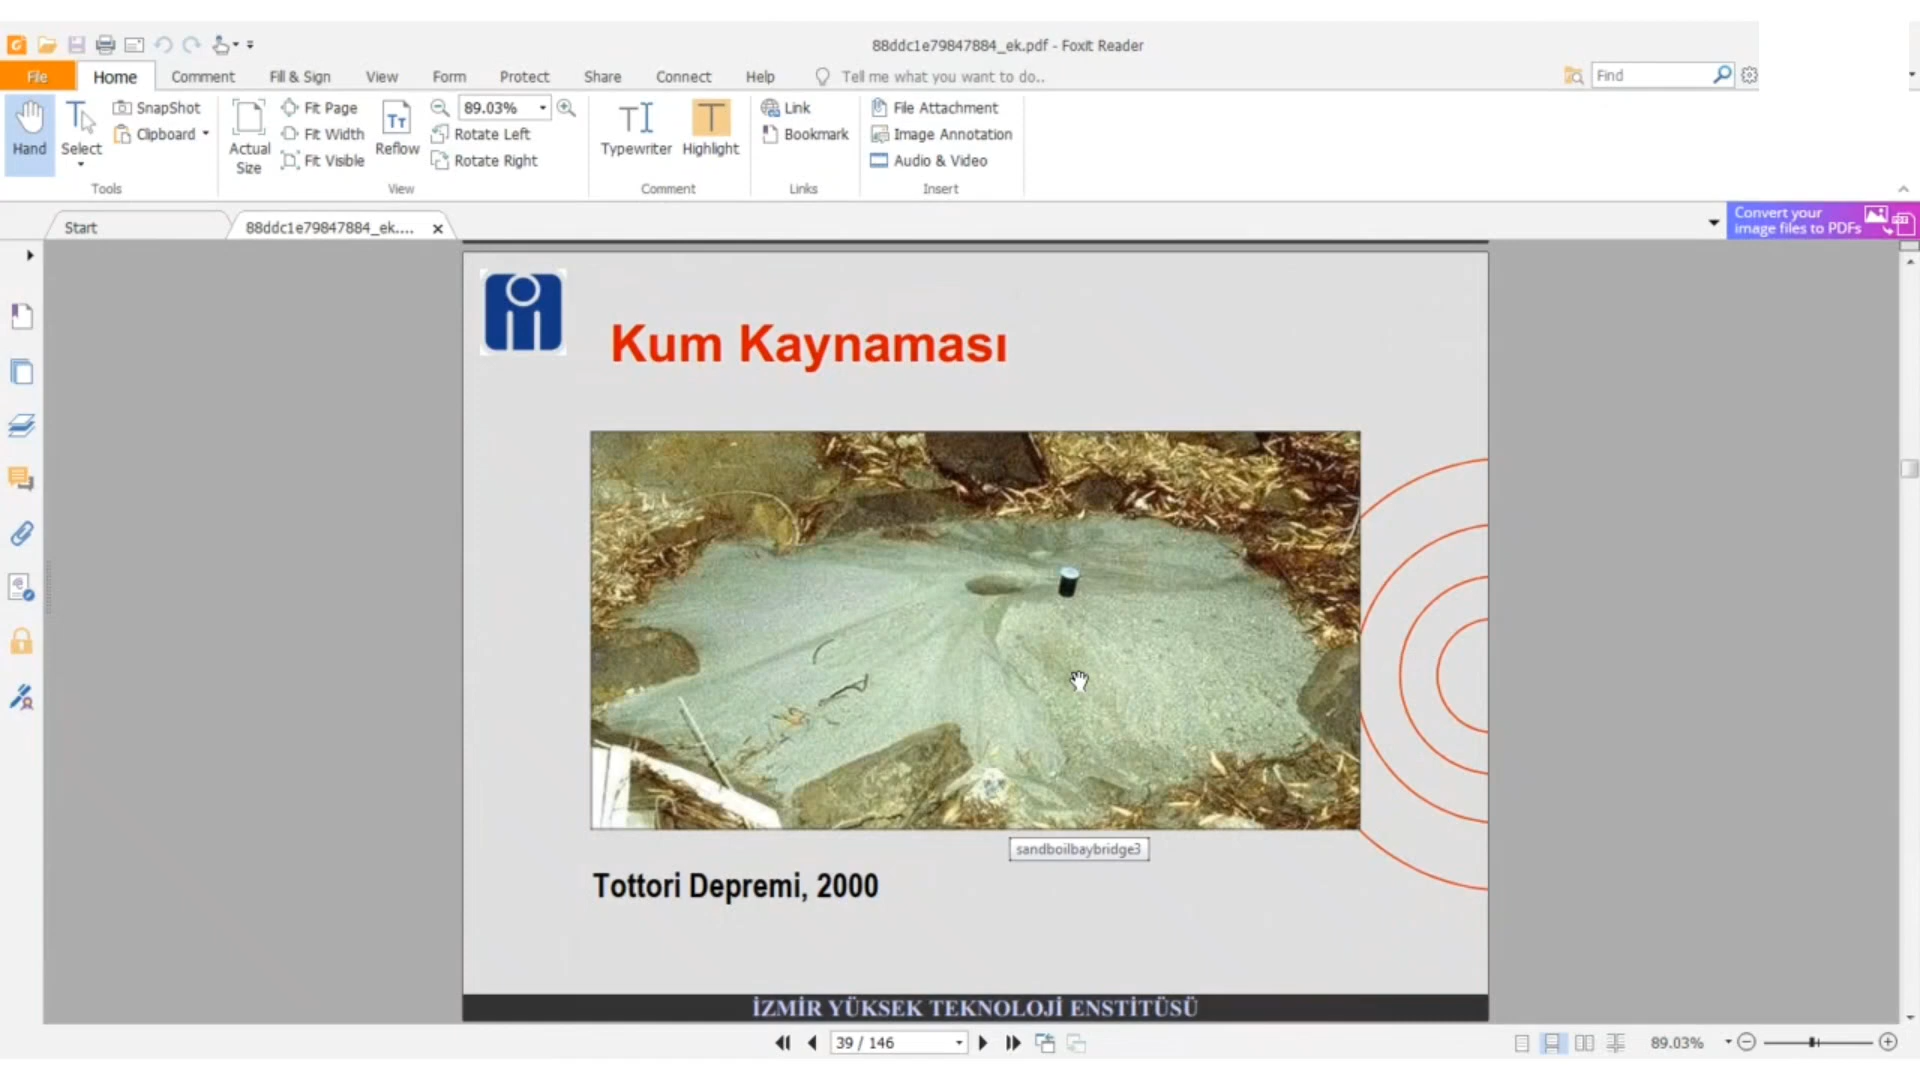 88ddc1e79847884_ek.pdf - Foxit Reader
File Home Comment Fill & Sign View Form Protect Share Connect Help Tell me what you want to do.. Find
Hand
Select
SnapShot
Clipboard
Tools
Actual
Size
Fit Page
Fit Width
Fit Visible
Reflow
89.03%
Rotate Left
Rotate Right
View
Typewriter
Highlight
Comment
Link
Bookmark
Links
File Attachment
Image Annotation
Audio & Video
Insert
Start
88ddc1e79847884_ek....
Convert your
image files to PDFs
Kum Kaynaması
sandboilbaybridge3
Tottori Depremi, 2000
İZMİR YÜKSEK TEKNOLOJİ ENSTİTÜSÜ
39 / 146
89.03%